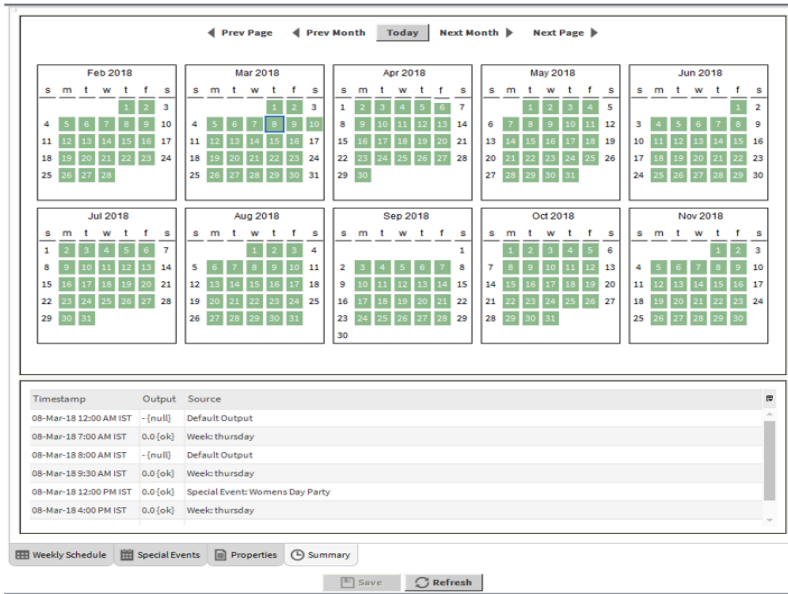 Prev Page Prev Month Today Next Month Next Page
Feb 2018 Mar 2018 Apr 2018 May 2018 Jun 2018
s m t w t f s s m t w t f s s m t w t f s s m t w t f s s m t w t f s
1 2 3 1 2 3 1 2 3 4 5 6 7 1 2 3 4 5 1 2
4 5 6 7 8 9 10 4 5 6 7 8 9 10 8 9 10 11 12 13 14 6 7 8 9 10 11 12 3 4 5 6 7 8 9
11 12 13 14 15 16 17 11 12 13 14 15 16 17 15 16 17 18 19 20 21 13 14 15 16 17 18 19 10 11 12 13 14 15 16
18 19 20 21 22 23 24 18 19 20 21 22 23 24 22 23 24 25 26 27 28 20 21 22 23 24 25 26 17 18 19 20 21 22 23
25 26 27 28 25 26 27 28 29 30 31 29 30 27 28 29 30 31 24 25 26 27 28 29 30
Jul 2018 Aug 2018 Sep 2018 Oct 2018 Nov 2018
s m t w t f s s m t w t f s s m t w t f s s m t w t f s s m t w t f s
1 2 3 4 5 6 7 1 2 3 4 1 1 2 3 4 5 6 1 2 3
8 9 10 11 12 13 14 5 6 7 8 9 10 11 2 3 4 5 6 7 8 7 8 9 10 11 12 13 4 5 6 7 8 9 10
15 16 17 18 19 20 21 12 13 14 15 16 17 18 9 10 11 12 13 14 15 14 15 16 17 18 19 20 11 12 13 14 15 16 17
22 23 24 25 26 27 28 19 20 21 22 23 24 25 16 17 18 19 20 21 22 21 22 23 24 25 26 27 18 19 20 21 22 23 24
29 30 31 26 27 28 29 30 31 23 24 25 26 27 28 29 28 29 30 31 25 26 27 28 29 30
30
Timestamp Output Source
08-Mar-18 12:00 AM IST - {null} Default Output
08-Mar-18 7:00 AM IST 0.0 {ok} Week: thursday
08-Mar-18 8:00 AM IST - {null} Default Output
08-Mar-18 9:30 AM IST 0.0 {ok} Week: thursday
08-Mar-18 12:00 PM IST 0.0 {ok} Special Event: Womens Day Party
08-Mar-18 4:00 PM IST 0.0 {ok} Week: thursday
Weekly Schedule Special Events Properties Summary
Save Refresh